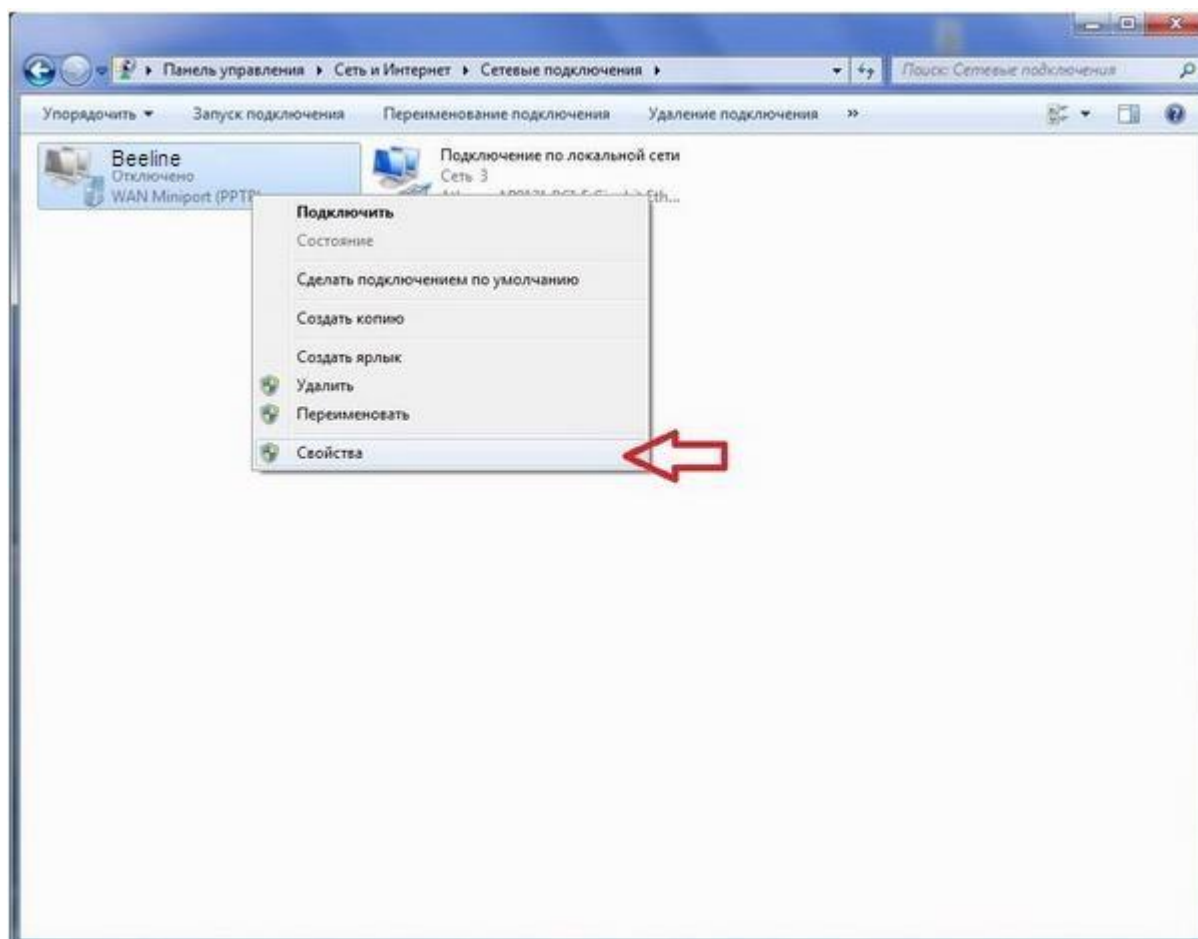 Панель управления ▸ Сеть и Интернет ▸ Сетевые подключения ▸ Поиск: Сетевые подключения
Упорядочить ▾ Запуск подключения Переименование подключения Удаление подключения »
Beeline
Отключено
WAN Miniport (PPTP)
Подключение по локальной сети
Сеть 3
Подключить
Состояние
Сделать подключением по умолчанию
Создать копию
Создать ярлык
Удалить
Переименовать
Свойства